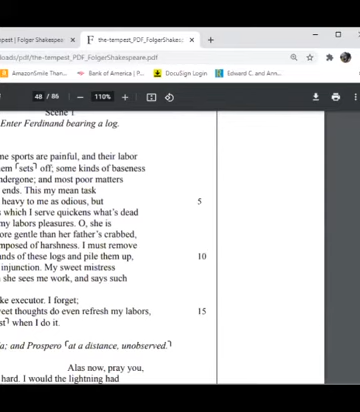 pest | Folger Shakespeare
the-tempest_PDF_FolgerShakes
loads/pdf/the-tempest_PDF_FolgerShakespeare.pdf
AmazonSmile Than...
Bank of America | P...
DocuSign Login
Edward C. and Ann...
48 / 86
110%
Scene 1
Enter Ferdinand bearing a log.
me sports are painful, and their labor
em ⌜sets⌝ off; some kinds of baseness
undergone; and most poor matters
ends. This my mean task
heavy to me as odious, but 5
s which I serve quickens what's dead
my labors pleasures. O, she is
ore gentle than her father's crabbed,
mposed of harshness. I must remove
ands of these logs and pile them up, 10
injunction. My sweet mistress
she sees me work, and says such
ke executor. I forget;
weet thoughts do even refresh my labors, 15
st⌝ when I do it.
a; and Prospero ⌜at a distance, unobserved.⌝
Alas now, pray you,
hard. I would the lightning had